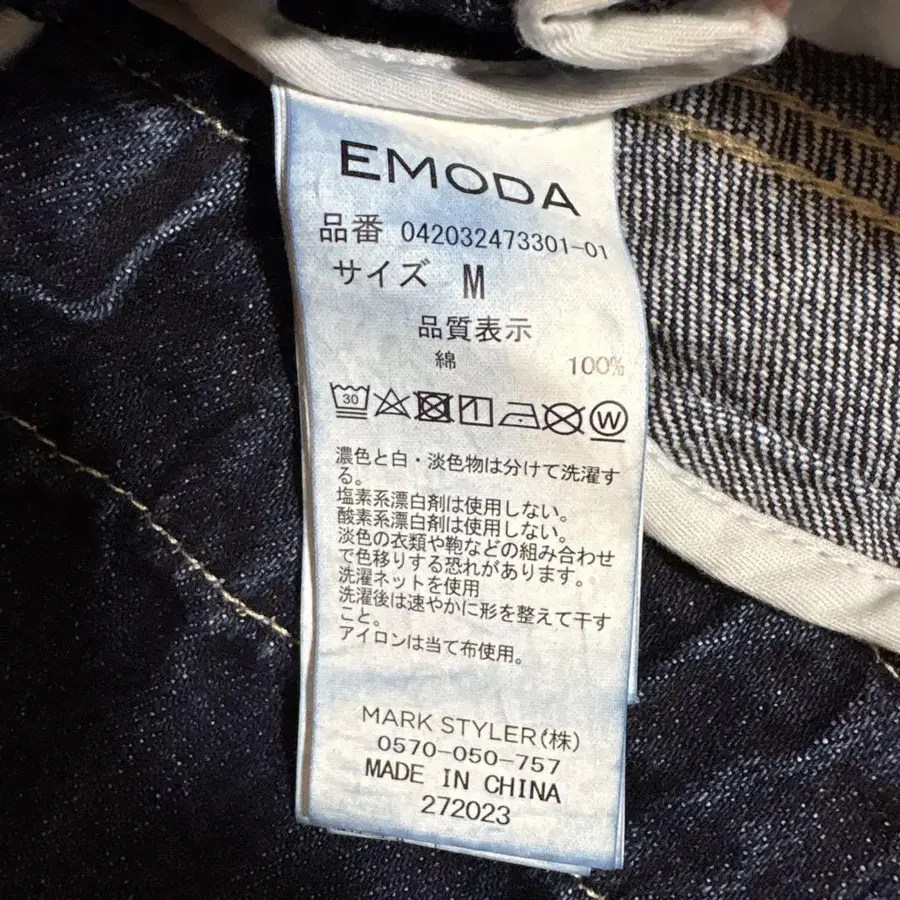 EMODA
品番 042032473301-01
サイズ M
品質表示
綿 100%
30 W
濃色と白・淡色物は分けて洗濯す
る。
塩素系漂白剤は使用しない。
酸素系漂白剤は使用しない。
淡色の衣類や鞄などの組み合わせ
で色移りする恐れがあります。
洗濯ネットを使用
洗濯後は速やかに形を整えて干す
こと。
アイロンは当て布使用。
MARK STYLER(株)
0570-050-757
MADE IN CHINA
272023